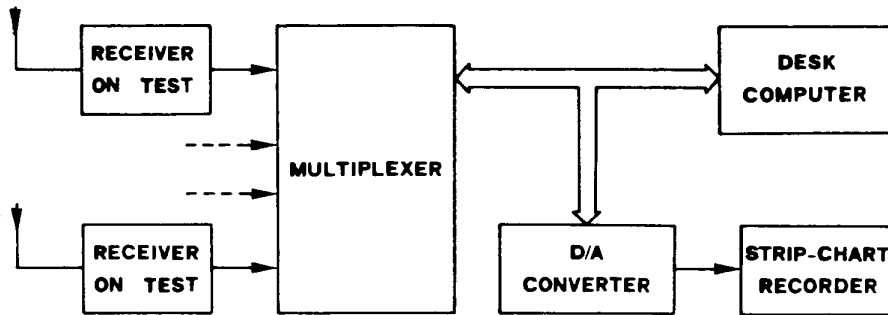 RECEIVER
ON TEST
MULTIPLEXER
DESK
COMPUTER
RECEIVER
ON TEST
D/A
CONVERTER
STRIP-CHART
RECORDER